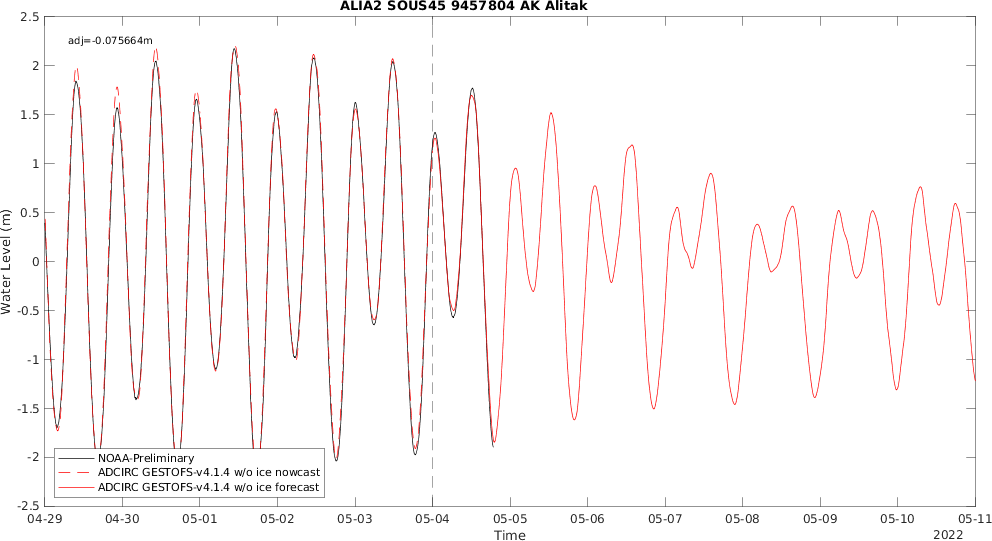 ALIA2 SOUS45 9457804 AK Alitak
adj=-0.075664m
2.5
2
1.5
1
0.5
0
-0.5
-1
-1.5
-2
-2.5
Water Level (m)
NOAA-Preliminary
ADCIRC GESTOFS-v4.1.4 w/o ice nowcast
ADCIRC GESTOFS-v4.1.4 w/o ice forecast
04-29 04-30 05-01 05-02 05-03 05-04 05-05 05-06 05-07 05-08 05-09 05-10 05-11
Time
2022